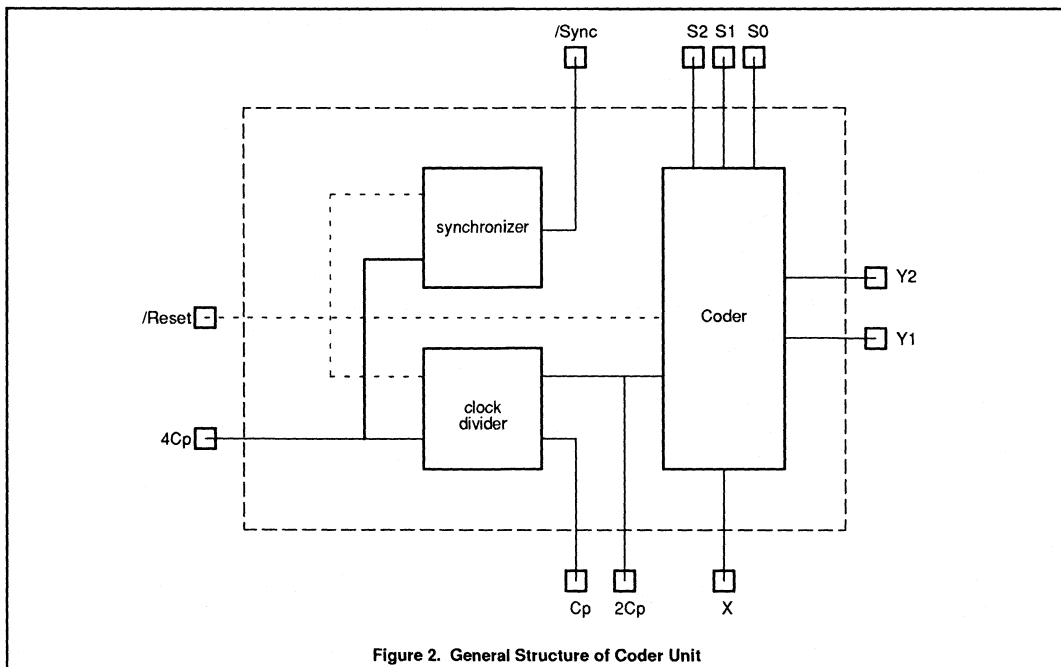 /Sync
S2 S1 S0
synchronizer
Y2
/Reset
Coder
Y1
clock
divider
4Cp
Cp 2Cp X
Figure 2. General Structure of Coder Unit